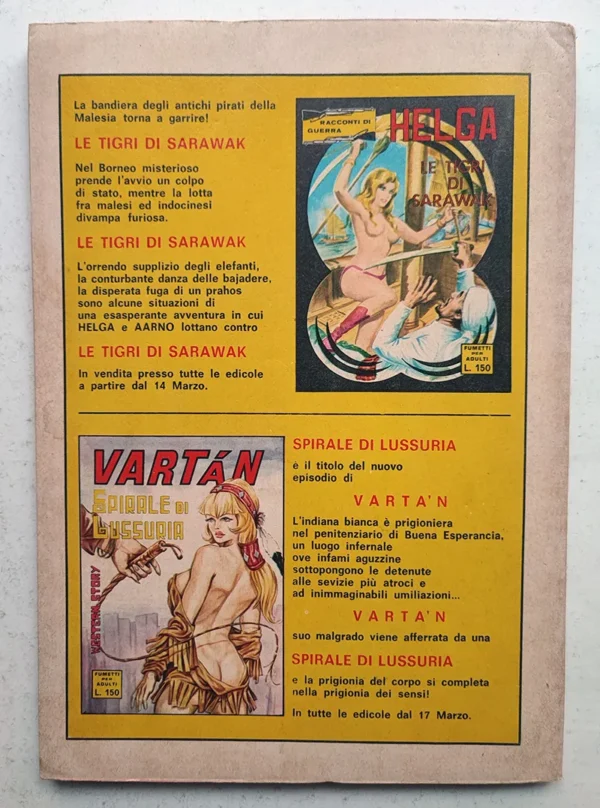 La bandiera degli antichi pirati della
Malesia torna a garrire!
LE TIGRI DI SARAWAK
Nel Borneo misterioso
prende l'avvio un colpo
di stato, mentre la lotta
fra malesi ed indocinesi
divampa furiosa.
LE TIGRI DI SARAWAK
L'orrendo supplizio degli elefanti,
la conturbante danza delle bajadere,
la disperata fuga di un prahos
sono alcune situazioni di
una esasperante avventura in cui
HELGA e AARNO lottano contro
LE TIGRI DI SARAWAK
In vendita presso tutte le edicole
a partire dal 14 Marzo.
RACCONTI DI
GUERRA
HELGA
LE TIGRI
DI
SARAWAK
FUMETTI
PER
ADULTI
L. 150
VARTÁN
SPIRALE DI
LUSSURIA
WESTERN STORY
FUMETTI
PER
ADULTI
L. 150
SPIRALE DI LUSSURIA
è il titolo del nuovo
episodio di
VARTA'N
L'indiana bianca è prigioniera
nel penitenziario di Buena Esperancia,
un luogo infernale
ove infami aguzzine
sottopongono le detenute
alle sevizie più atroci e
ad inimmaginabili umiliazioni...
VARTA'N
suo malgrado viene afferrata da una
SPIRALE DI LUSSURIA
e la prigionia del corpo si completa
nella prigionia dei sensi!
In tutte le edicole dal 17 Marzo.